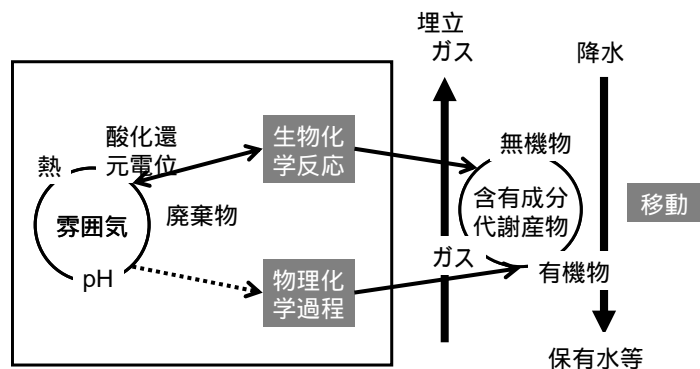 埋立
ガス
降水
酸化還
元電位
熱
生物化
学反応
無機物
廃棄物
雰囲気
含有成分
代謝産物
移動
ガス
pH
物理化
学過程
有機物
保有水等